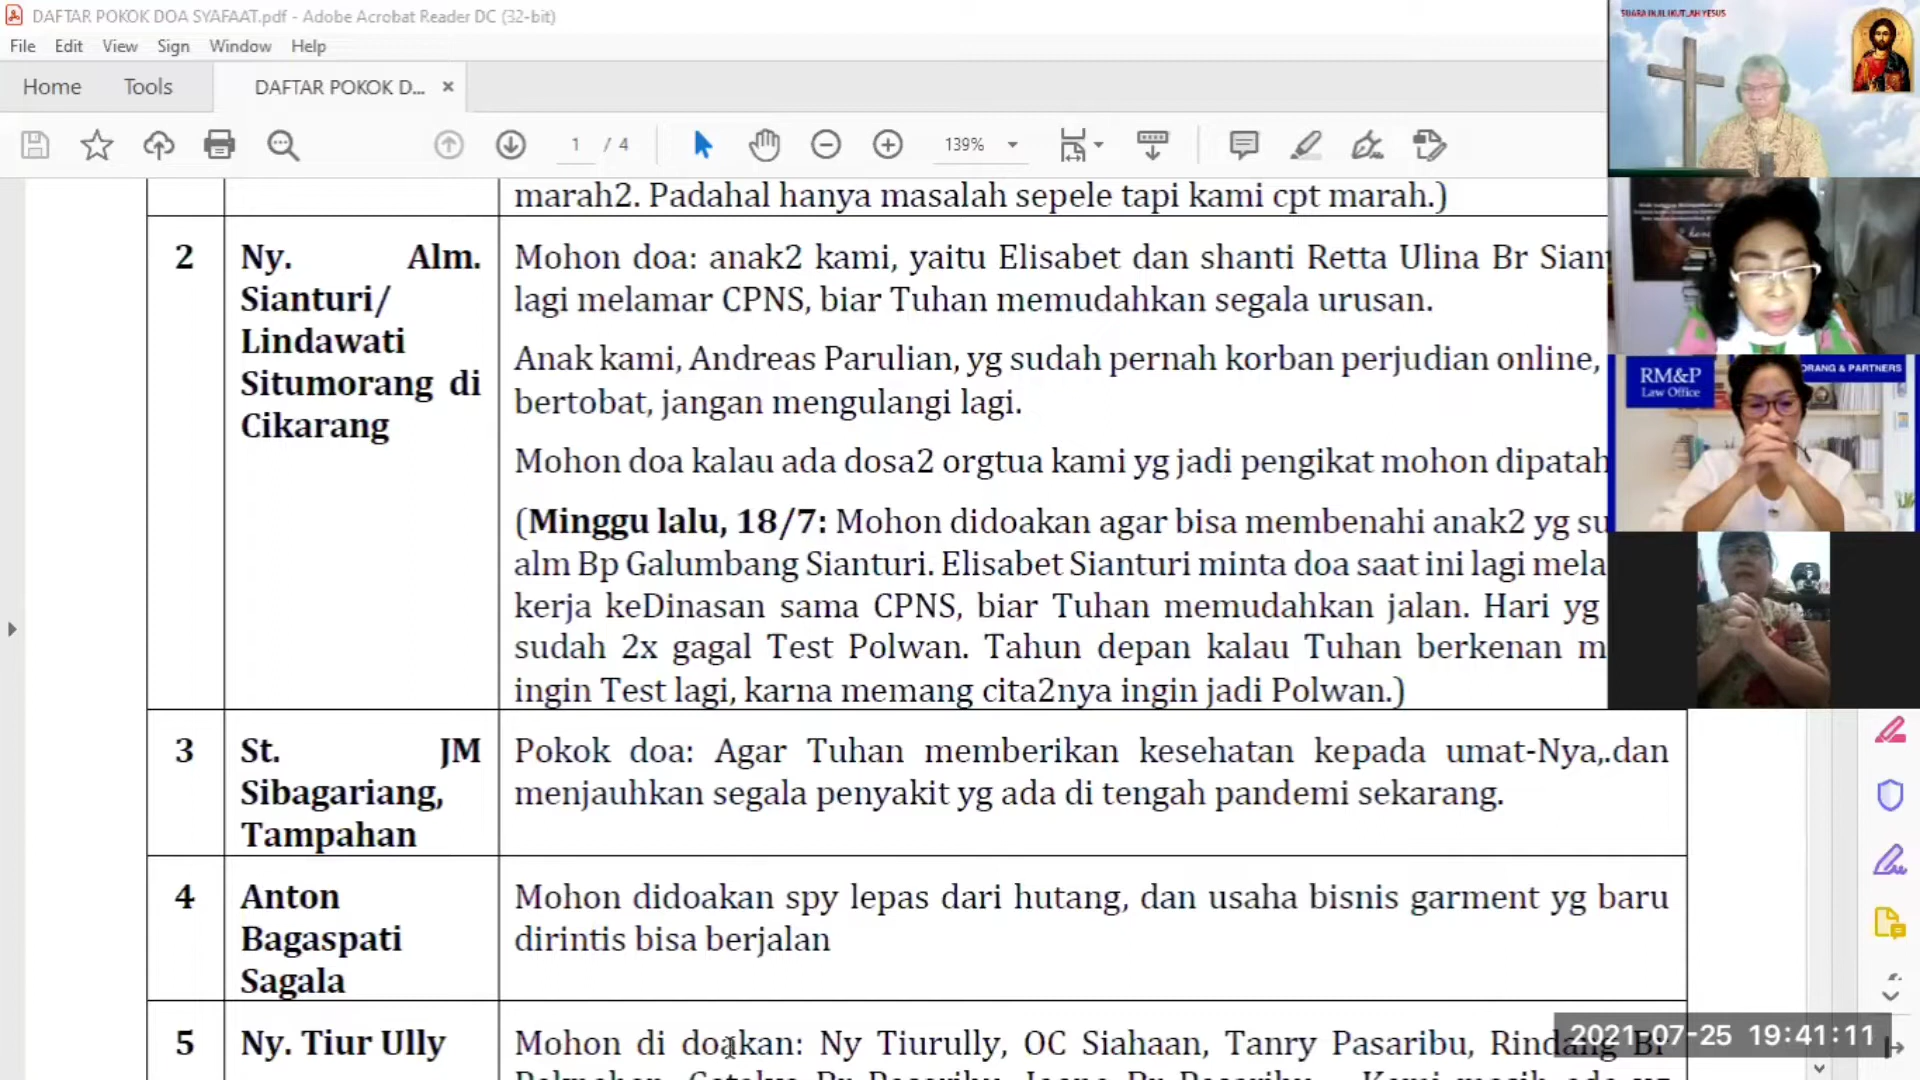 DAFTAR POKOK DOA SYAFAAT.pdf - Adobe Acrobat Reader DC (32-bit)
File Edit View Sign Window Help
Home Tools DAFTAR POKOK D... ×
1 / 4 139%
marah2. Padahal hanya masalah sepele tapi kami cpt marah.)
2
Ny. Alm.
Sianturi/
Lindawati
Situmorang di
Cikarang
Mohon doa: anak2 kami, yaitu Elisabet dan shanti Retta Ulina Br Siant
lagi melamar CPNS, biar Tuhan memudahkan segala urusan.
Anak kami, Andreas Parulian, yg sudah pernah korban perjudian online,
bertobat, jangan mengulangi lagi.
Mohon doa kalau ada dosa2 orgtua kami yg jadi pengikat mohon dipatah
(Minggu lalu, 18/7: Mohon didoakan agar bisa membenahi anak2 yg su
alm Bp Galumbang Sianturi. Elisabet Sianturi minta doa saat ini lagi mela
kerja keDinasan sama CPNS, biar Tuhan memudahkan jalan. Hari yg
sudah 2x gagal Test Polwan. Tahun depan kalau Tuhan berkenan m
ingin Test lagi, karna memang cita2nya ingin jadi Polwan.)
3
St. JM
Sibagariang,
Tampahan
Pokok doa: Agar Tuhan memberikan kesehatan kepada umat-Nya,.dan
menjauhkan segala penyakit yg ada di tengah pandemi sekarang.
4
Anton
Bagaspati
Sagala
Mohon didoakan spy lepas dari hutang, dan usaha bisnis garment yg baru
dirintis bisa berjalan
5
Ny. Tiur Ully
Mohon di doakan: Ny Tiurully, OC Siahaan, Tanry Pasaribu, Rindang Br
SUARA INJIL IKUTLAH YESUS
RM&P
Law Office
ORANG & PARTNERS
2021-07-25 19:41:11